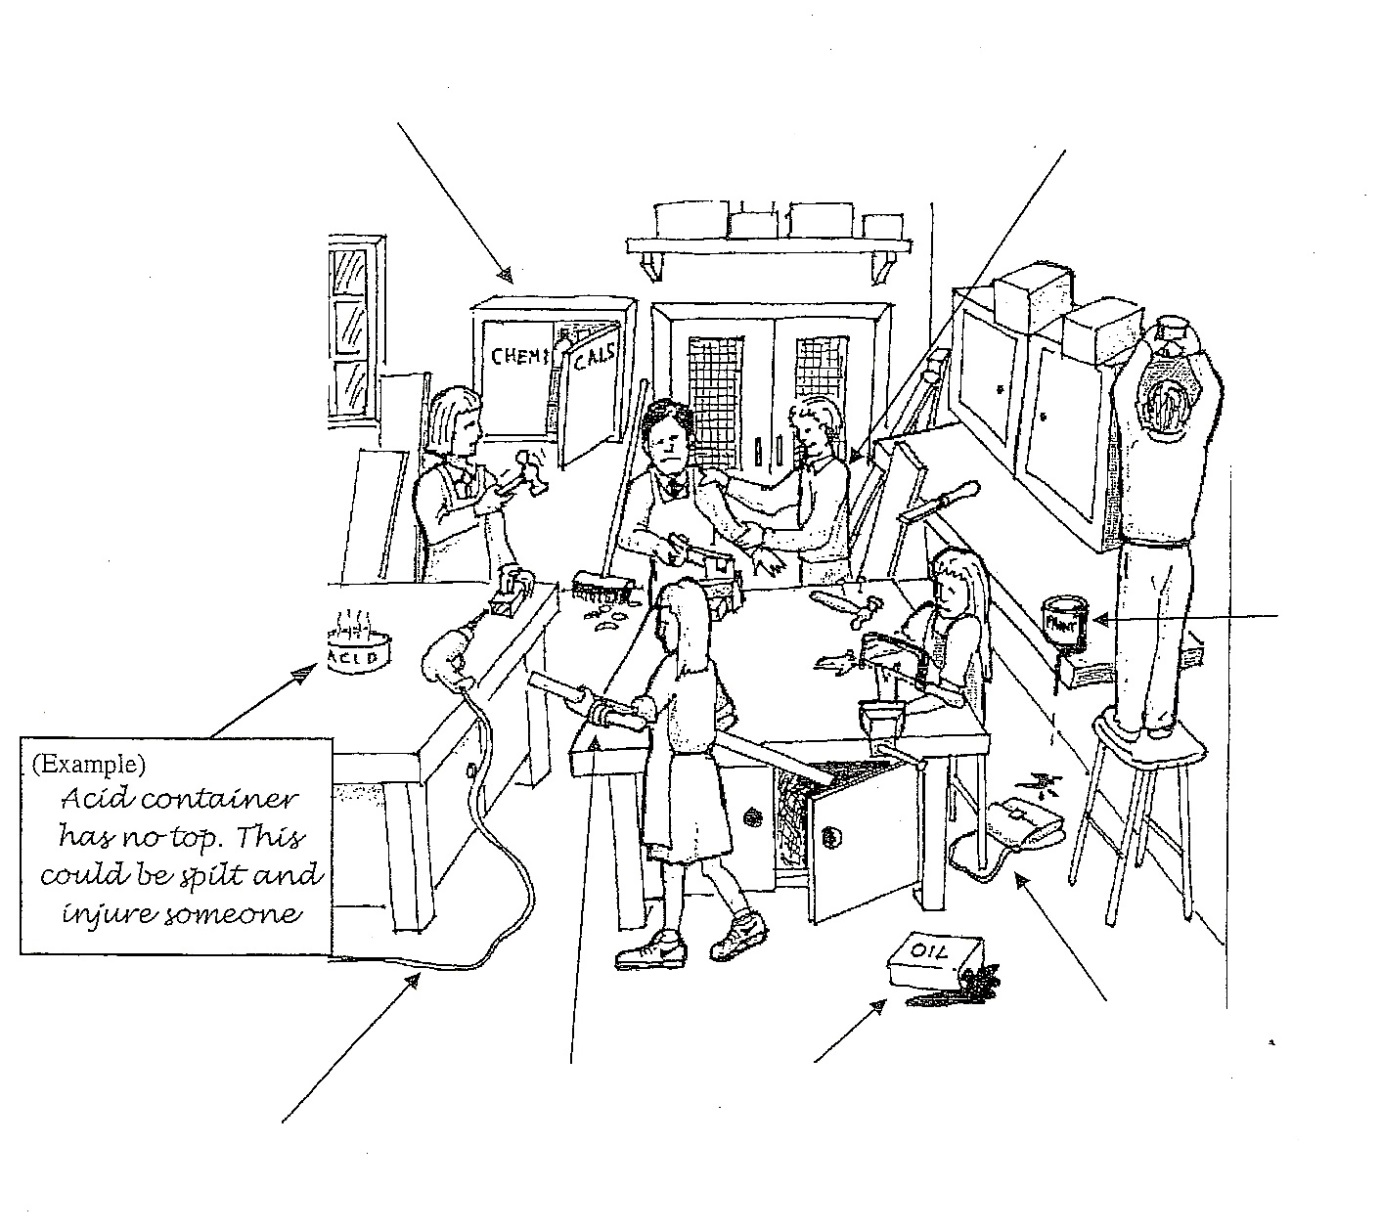 CHEMI CALS
PAINT
ACID
(Example)
Acid container
has no top. This
could be spilt and
injure someone
OIL